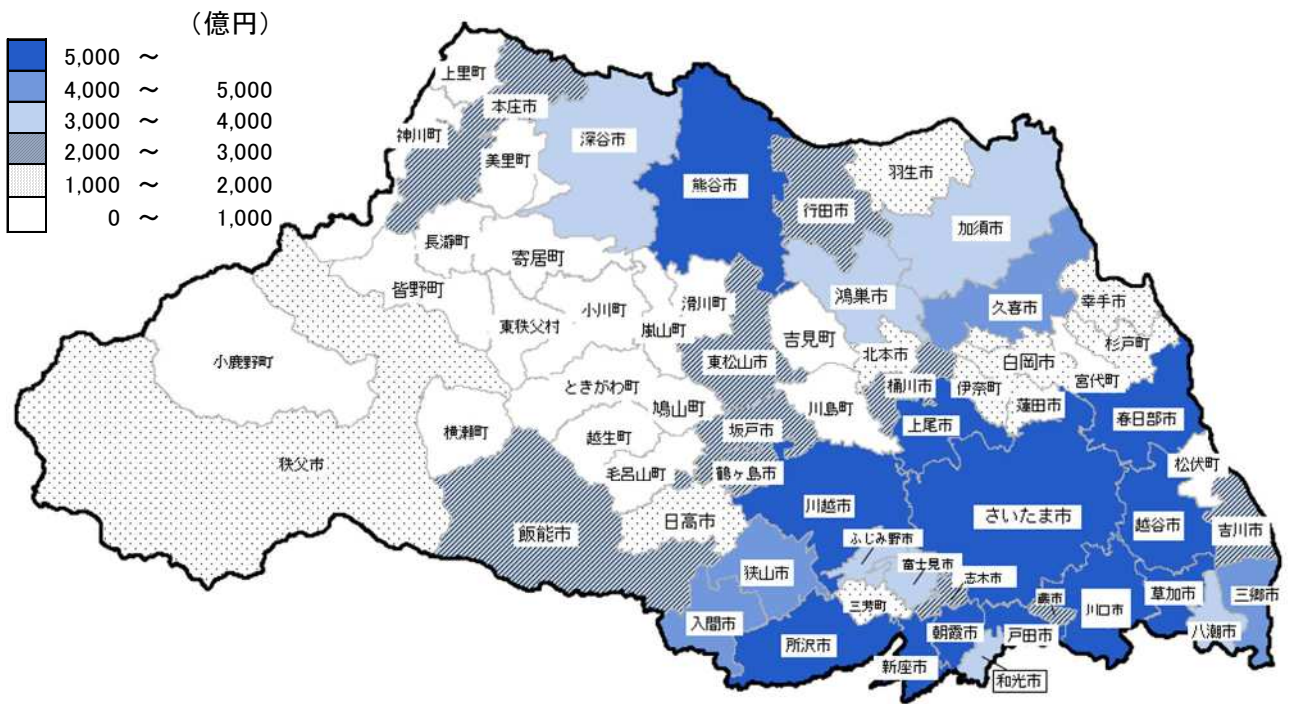 (億円)
5,000 ～
4,000 ～ 5,000
3,000 ～ 4,000
2,000 ～ 3,000
1,000 ～ 2,000
0 ～ 1,000
上里町
本庄市
神川町
美里町
深谷市
熊谷市
行田市
羽生市
加須市
長瀞町
寄居町
皆野町
小川町
滑川町
鴻巣市
久喜市
幸手市
東秩父村
嵐山町
吉見町
杉戸町
小鹿野町
東松山市
北本市
白岡市
ときがわ町
桶川市
伊奈町
宮代町
鳩山町
川島町
蓮田市
横瀬町
越生町
坂戸市
上尾市
春日部市
秩父市
毛呂山町
鶴ヶ島市
松伏町
川越市
さいたま市
飯能市
日高市
越谷市
吉川市
ふじみ野市
狭山市
富士見市
志木市
三芳町
蕨市
川口市
草加市
三郷市
入間市
所沢市
朝霞市
戸田市
八潮市
新座市
和光市